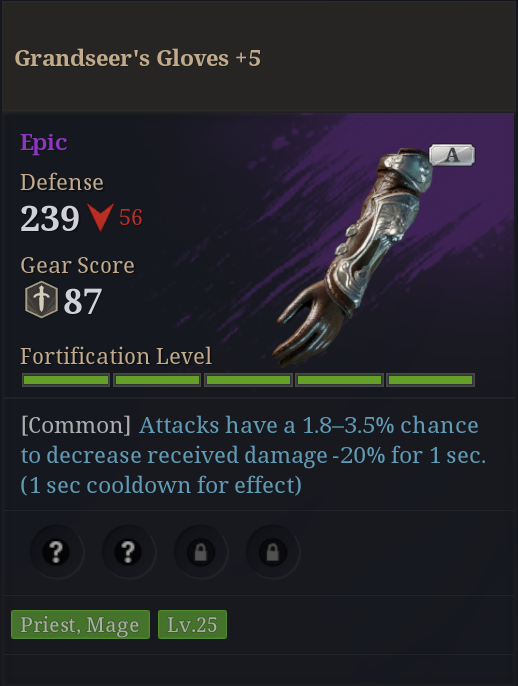 Grandseer's Gloves +5
Epic
A
Defense
239 56
Gear Score
87
Fortification Level
[Common] Attacks have a 1.8–3.5% chance
to decrease received damage -20% for 1 sec.
(1 sec cooldown for effect)
? ?
Priest, Mage Lv.25